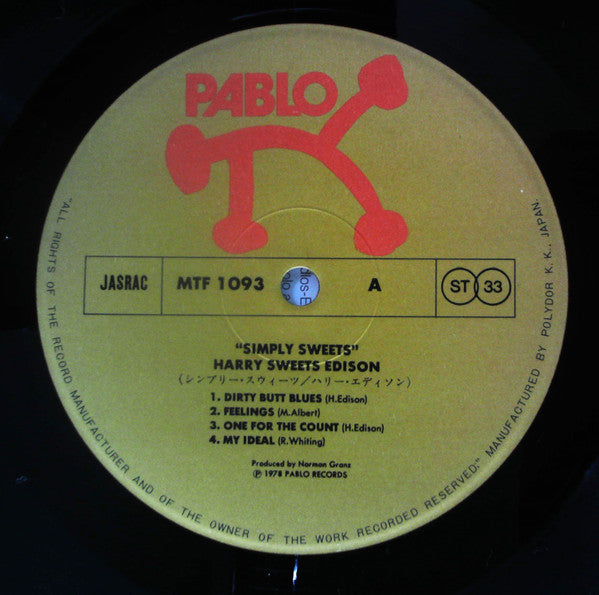 PABLO
JASRAC
MTF 1093
A
ST 33
"SIMPLY SWEETS"
HARRY SWEETS EDISON
(シンプリー・スウィーツ/ハリー・エディソン)
1. DIRTY BUTT BLUES (H.Edison)
2. FEELINGS (M.Albert)
3. ONE FOR THE COUNT (H.Edison)
4. MY IDEAL (R.Whiting)
Produced by Norman Granz
℗ 1978 PABLO RECORDS
"ALL RIGHTS OF THE RECORD MANUFACTURER AND OF THE OWNER OF THE WORK RECORDED RESERVED." MANUFACTURED BY POLYDOR K. K., JAPAN.